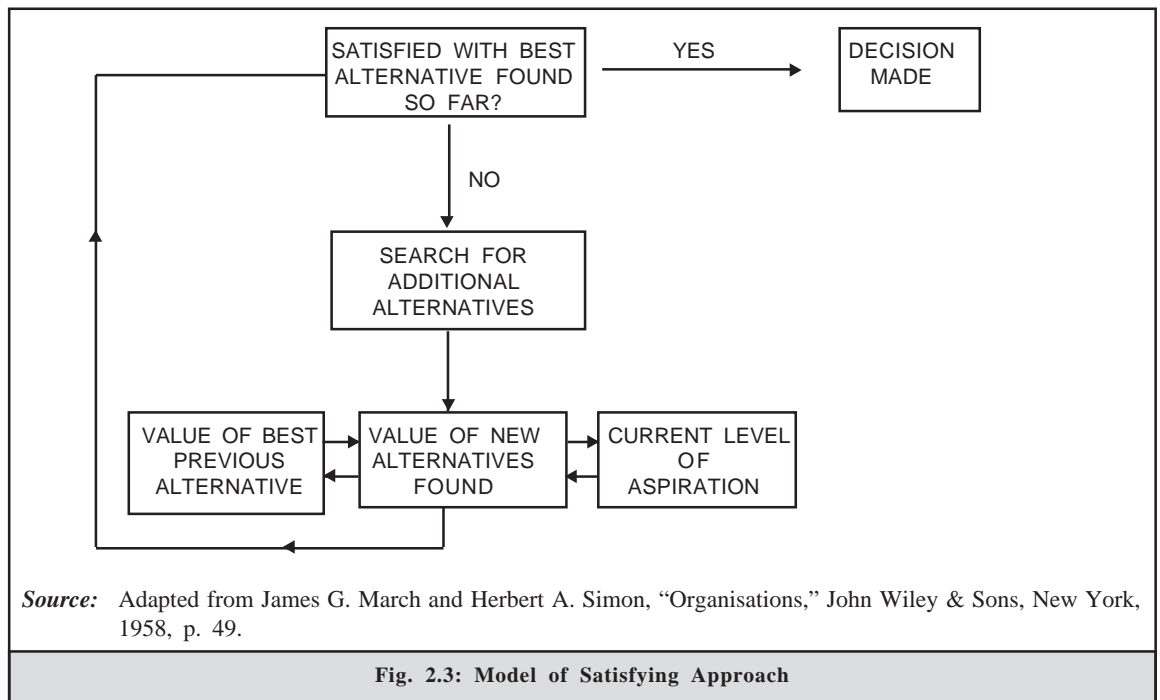 SATISFIED WITH BEST
ALTERNATIVE FOUND
SO FAR?
YES
DECISION
MADE
NO
SEARCH FOR
ADDITIONAL
ALTERNATIVES
VALUE OF BEST
PREVIOUS
ALTERNATIVE
VALUE OF NEW
ALTERNATIVES
FOUND
CURRENT LEVEL
OF
ASPIRATION
Source: Adapted from James G. March and Herbert A. Simon, “Organisations,” John Wiley & Sons, New York,
1958, p. 49.
Fig. 2.3: Model of Satisfying Approach